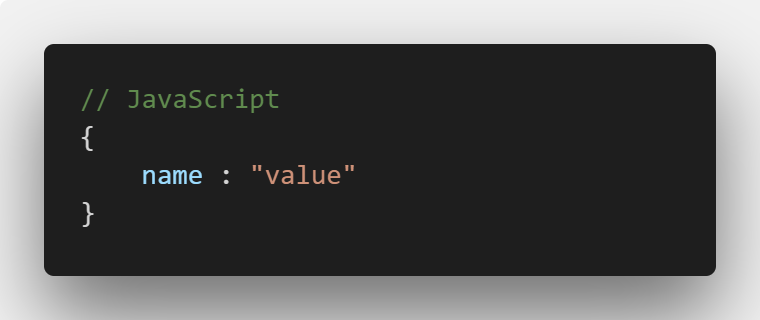 // JavaScript
{
    name : "value"
}